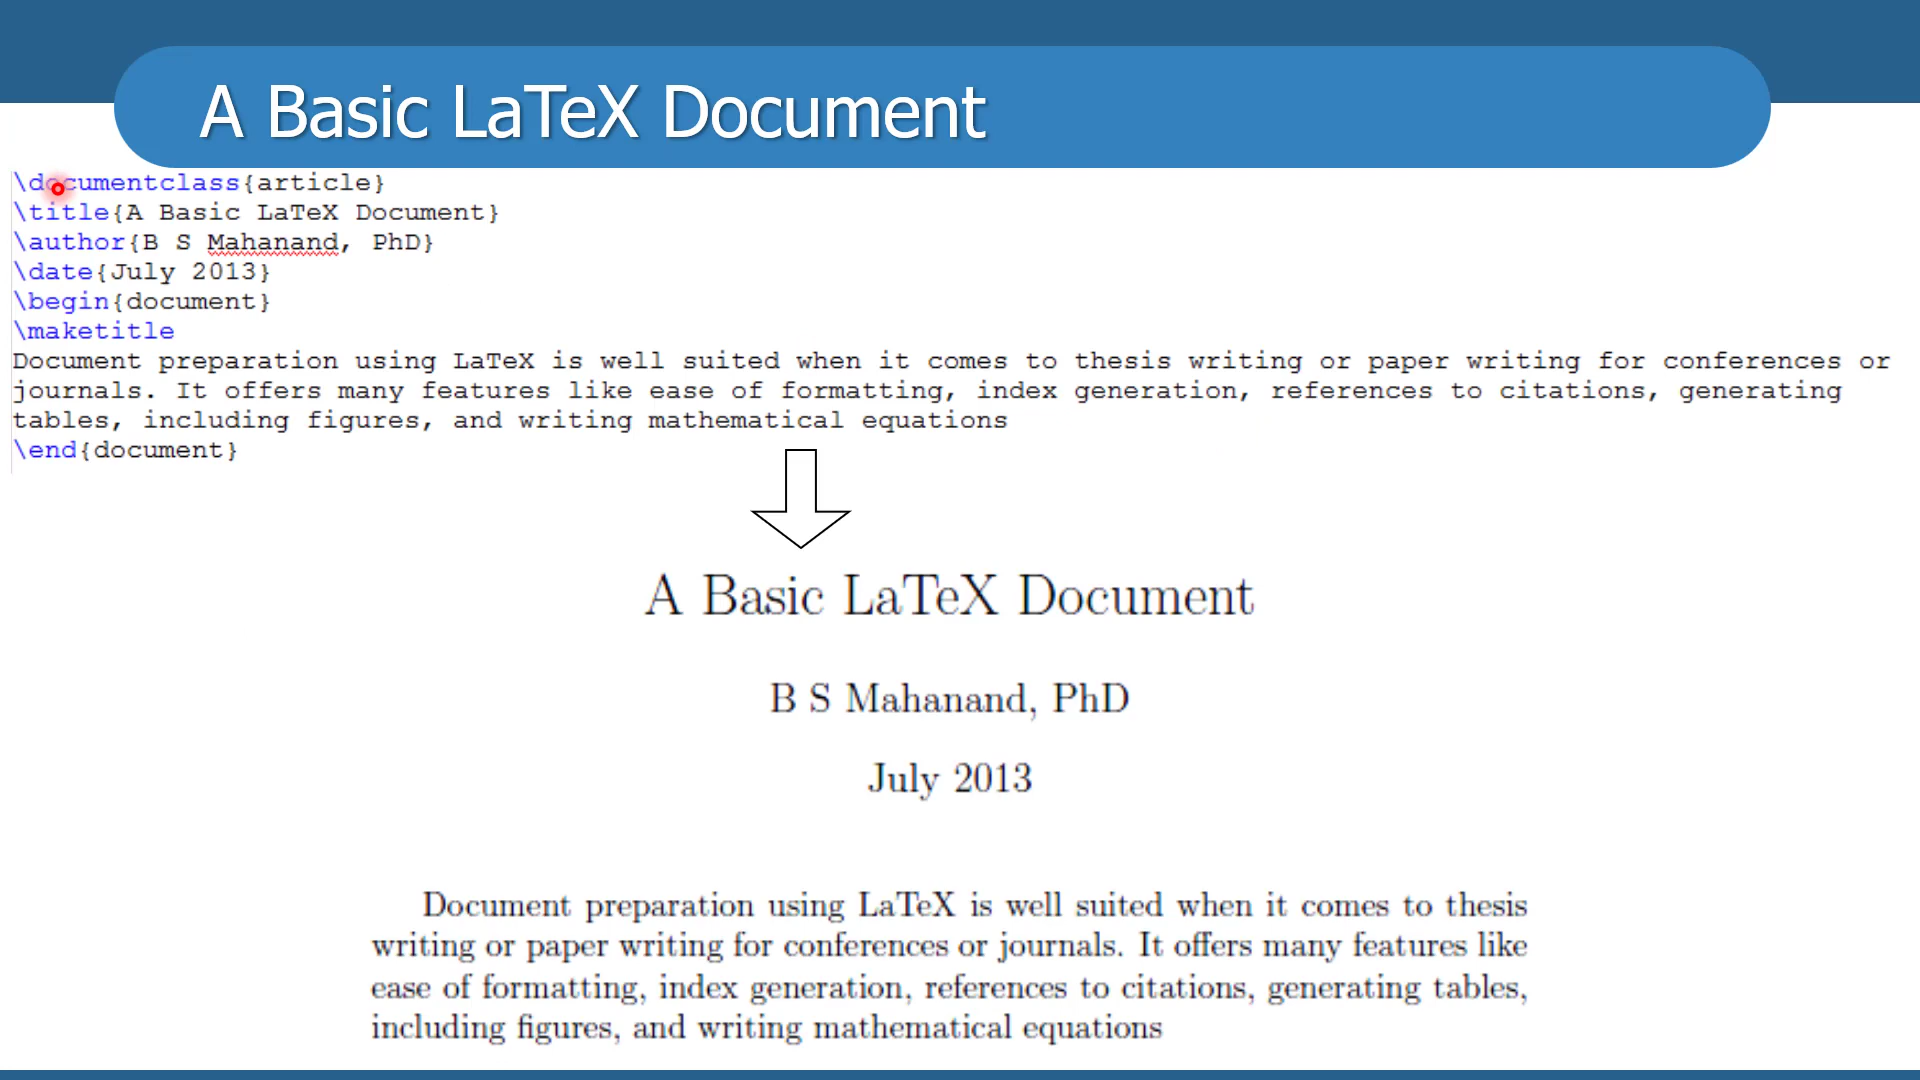 A Basic LaTeX Document
\documentclass{article}
\title{A Basic LaTeX Document}
\author{B S Mahanand, PhD}
\date{July 2013}
\begin{document}
\maketitle
Document preparation using LaTeX is well suited when it comes to thesis writing or paper writing for conferences or
journals. It offers many features like ease of formatting, index generation, references to citations, generating
tables, including figures, and writing mathematical equations
\end{document}
A Basic LaTeX Document
B S Mahanand, PhD
July 2013
Document preparation using LaTeX is well suited when it comes to thesis
writing or paper writing for conferences or journals. It offers many features like
ease of formatting, index generation, references to citations, generating tables,
including figures, and writing mathematical equations